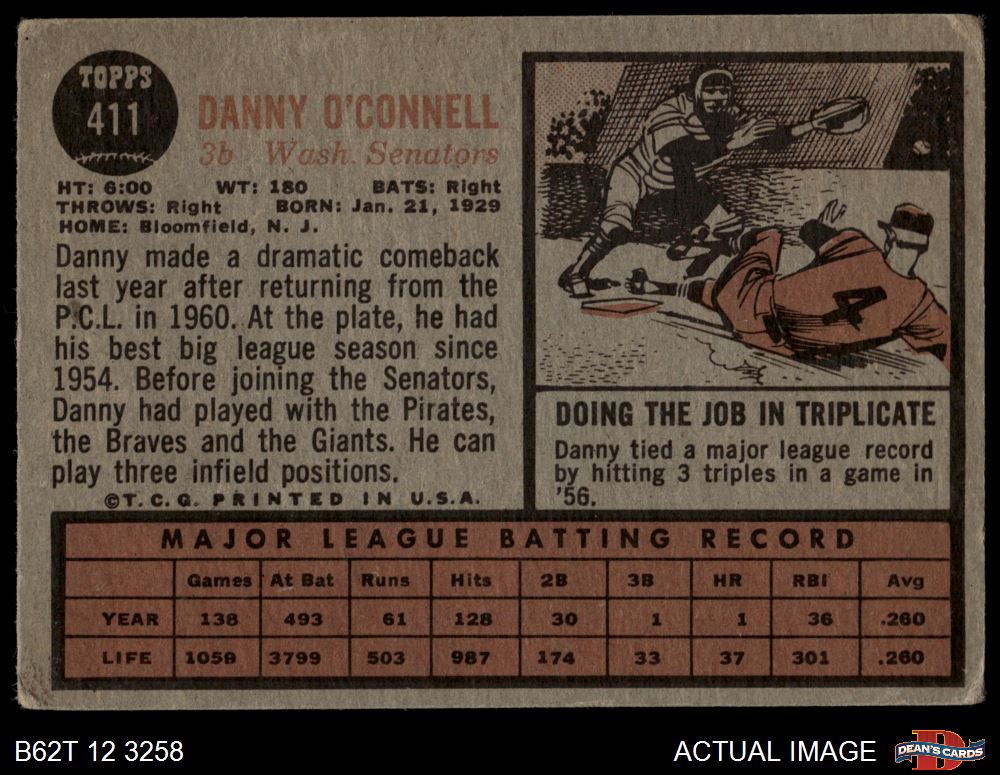 TOPPS
411
DANNY O'CONNELL
3b Wash. Senators
HT: 6:00 WT: 180 BATS: Right
THROWS: Right BORN: Jan. 21, 1929
HOME: Bloomfield, N. J.
Danny made a dramatic comeback
last year after returning from the
P.C.L. in 1960. At the plate, he had
his best big league season since
1954. Before joining the Senators,
Danny had played with the Pirates,
the Braves and the Giants. He can
play three infield positions.
©T.C.G. PRINTED IN U.S.A.
4
DOING THE JOB IN TRIPLICATE
Danny tied a major league record
by hitting 3 triples in a game in
'56.
MAJOR LEAGUE BATTING RECORD
Games At Bat Runs Hits 2B 3B HR RBI Avg
YEAR 138 493 61 128 30 1 1 36 .260
LIFE 1059 3799 503 987 174 33 37 301 .260
B62T 12 3258
ACTUAL IMAGE
D
DEAN'S CARDS